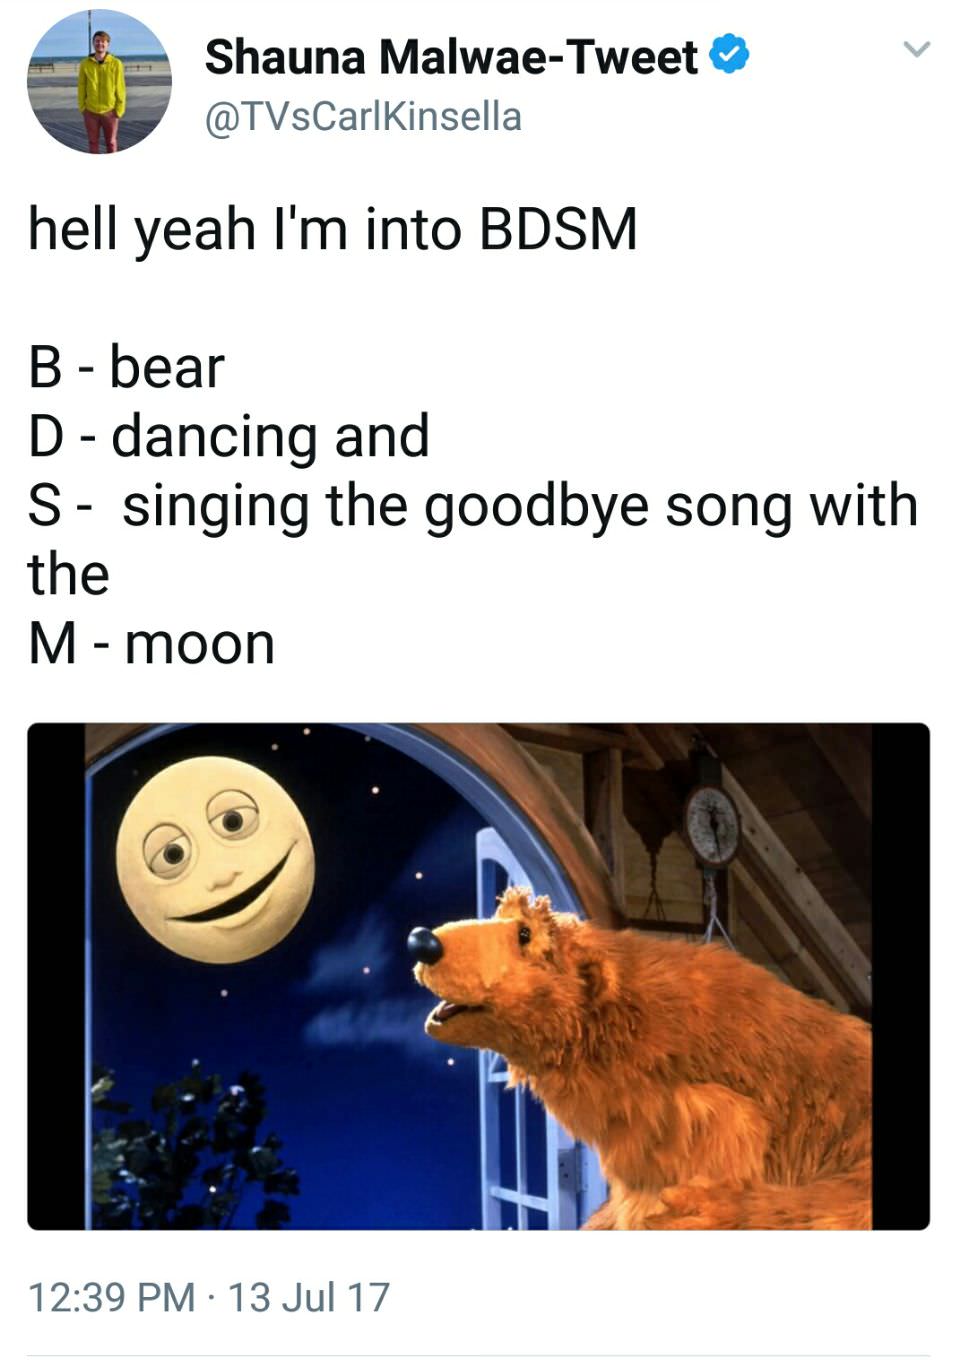 Shauna Malwae-Tweet
@TVsCarlKinsella
hell yeah I'm into BDSM
B - bear
D - dancing and
S -  singing the goodbye song with
the
M - moon
12:39 PM · 13 Jul 17